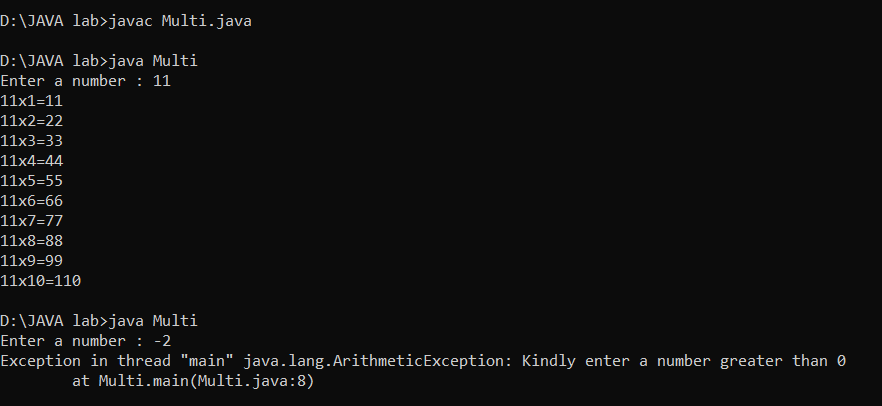 D:\JAVA lab>javac Multi.java
D:\JAVA lab>java Multi
Enter a number : 11
11x1=11
11x2=22
11x3=33
11x4=44
11x5=55
11x6=66
11x7=77
11x8=88
11x9=99
11x10=110
D:\JAVA lab>java Multi
Enter a number : -2
Exception in thread "main" java.lang.ArithmeticException: Kindly enter a number greater than 0
        at Multi.main(Multi.java:8)